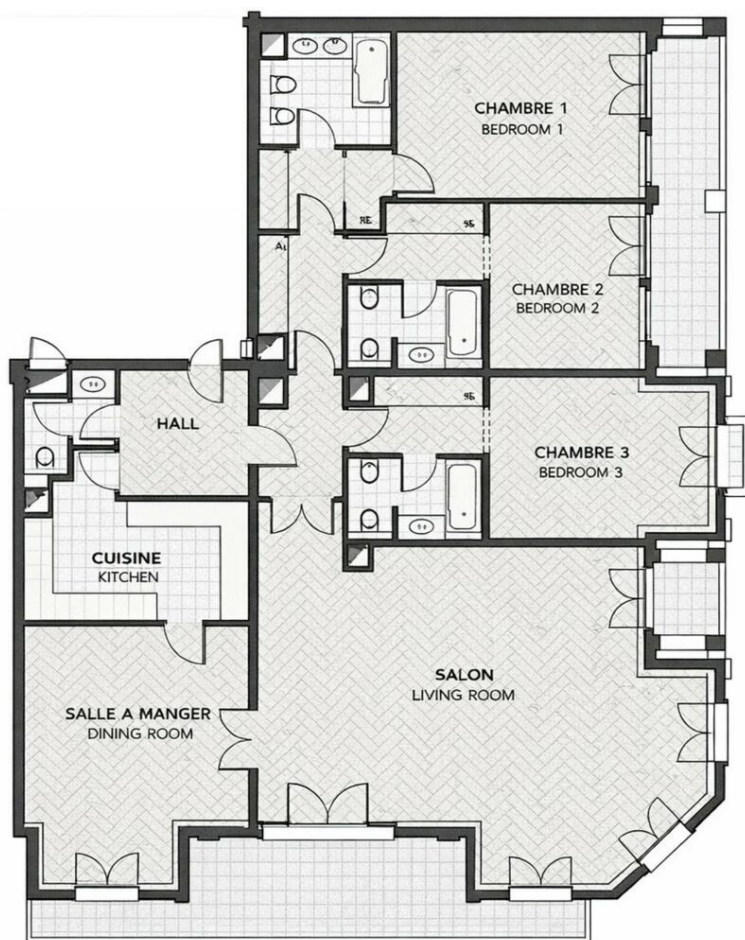 CHAMBRE 1
BEDROOM 1
CHAMBRE 2
BEDROOM 2
HALL
CHAMBRE 3
BEDROOM 3
CUISINE
KITCHEN
SALON
LIVING ROOM
SALLE A MANGER
DINING ROOM